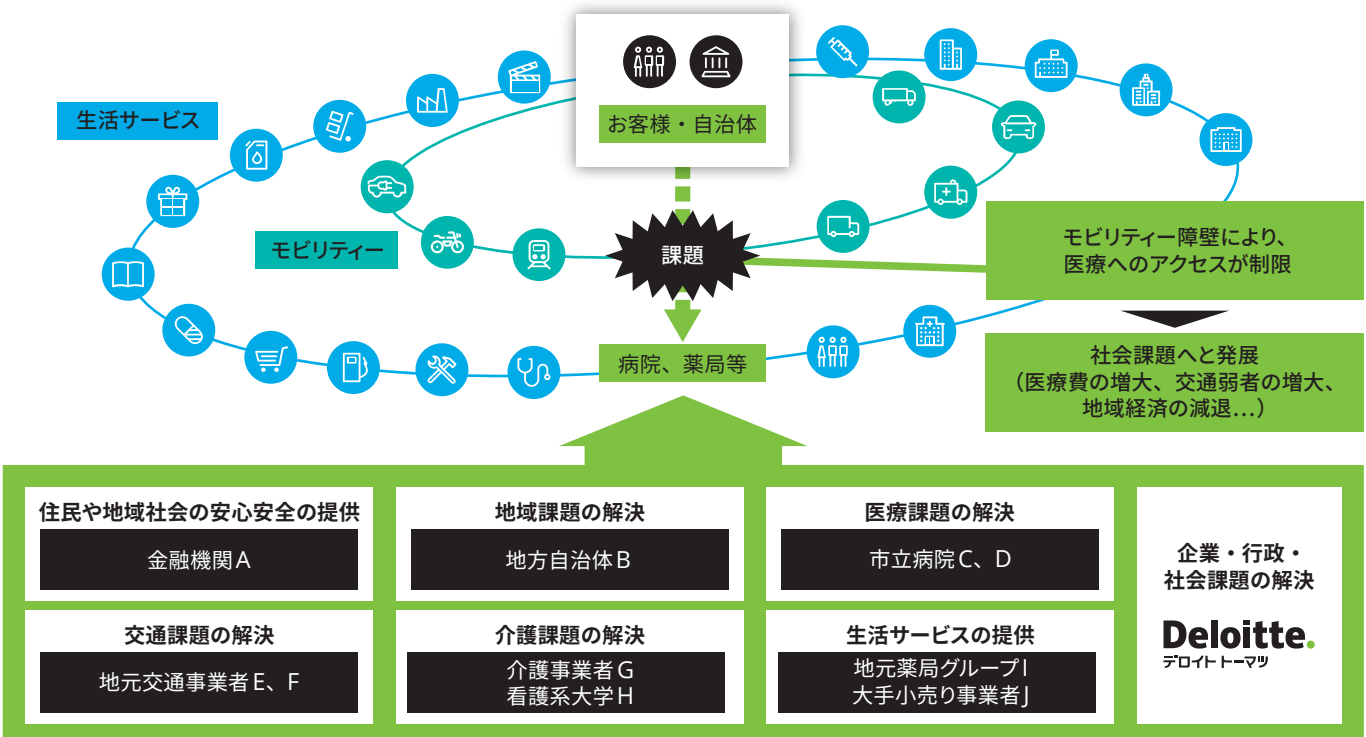 お客様・自治体
生活サービス
モビリティー
課題
モビリティー障壁により、
医療へのアクセスが制限
病院、薬局等
社会課題へと発展
（医療費の増大、交通弱者の増大、
地域経済の減退...）
住民や地域社会の安心安全の提供
金融機関A
地域課題の解決
地方自治体B
医療課題の解決
市立病院C、D
交通課題の解決
地元交通事業者E、F
介護課題の解決
介護事業者G
看護系大学H
生活サービスの提供
地元薬局グループI
大手小売り事業者J
企業・行政・
社会課題の解決
Deloitte.
デロイト トーマツ